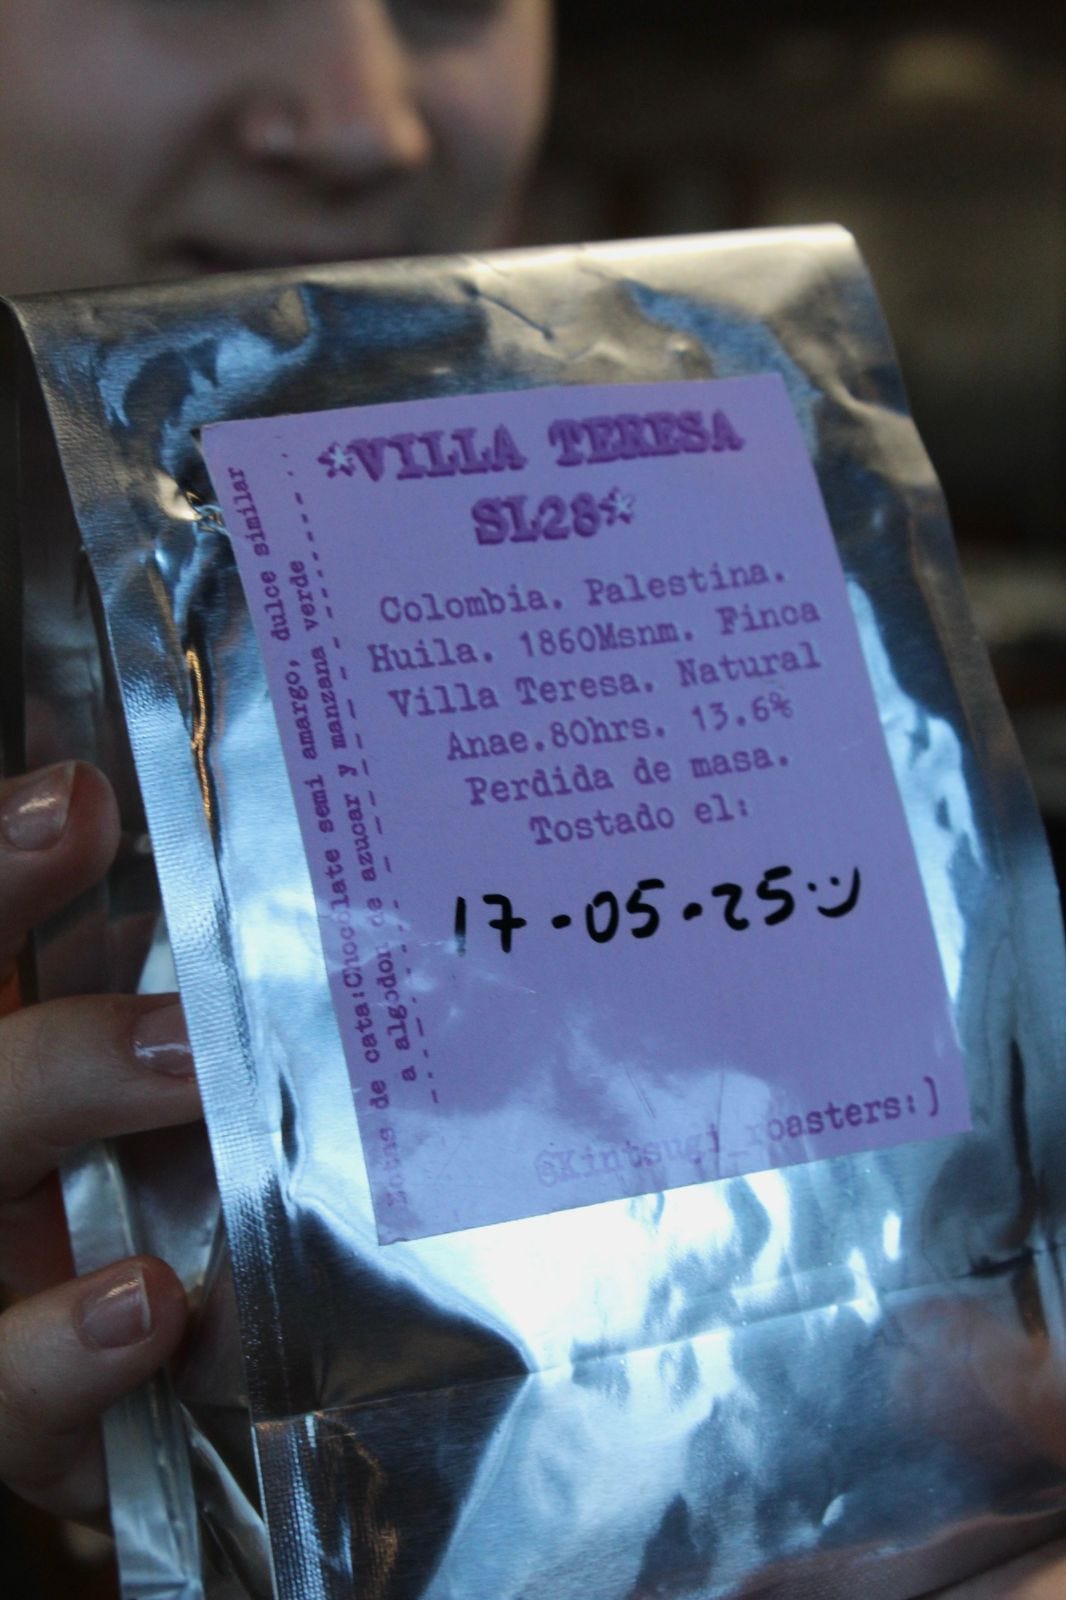 *VILLA TERESA
SL28*
Colombia. Palestina.
Huila. 1860Msnm. Finca
Villa Teresa. Natural
Anae.80hrs. 13.6%
Perdida de masa.
Tostado el:
17-05-25:)
@Kintsugi_roasters:)
Notas de cata:Chocolate semi amargo, dulce similar
a algodon de azucar y manzana verde